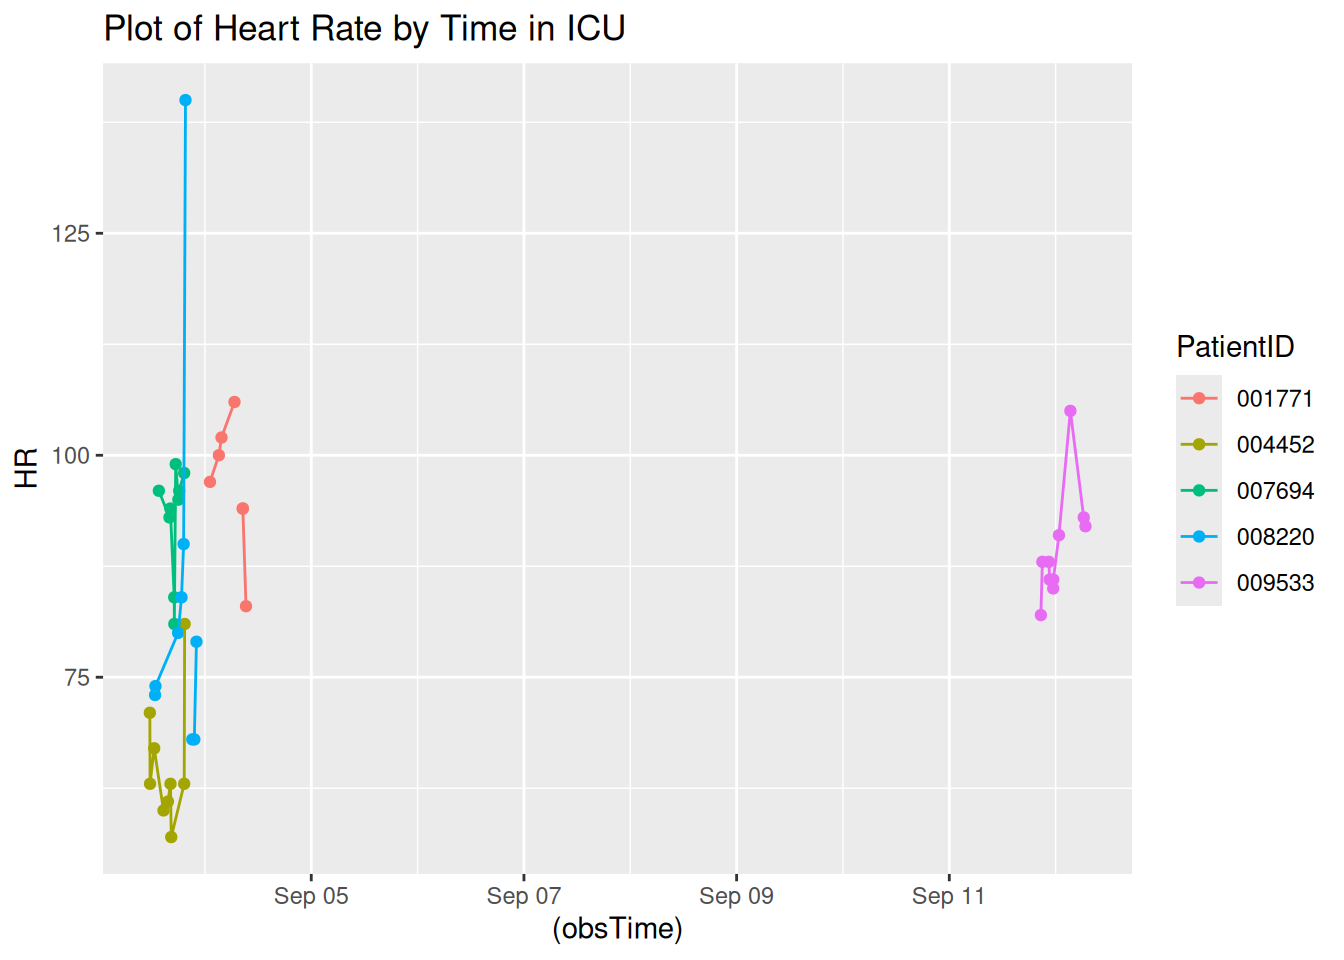 Plot of Heart Rate by Time in ICU
HR
125
100
75
Sep 05
Sep 07
Sep 09
Sep 11
(obsTime)
PatientID
001771
004452
007694
008220
009533